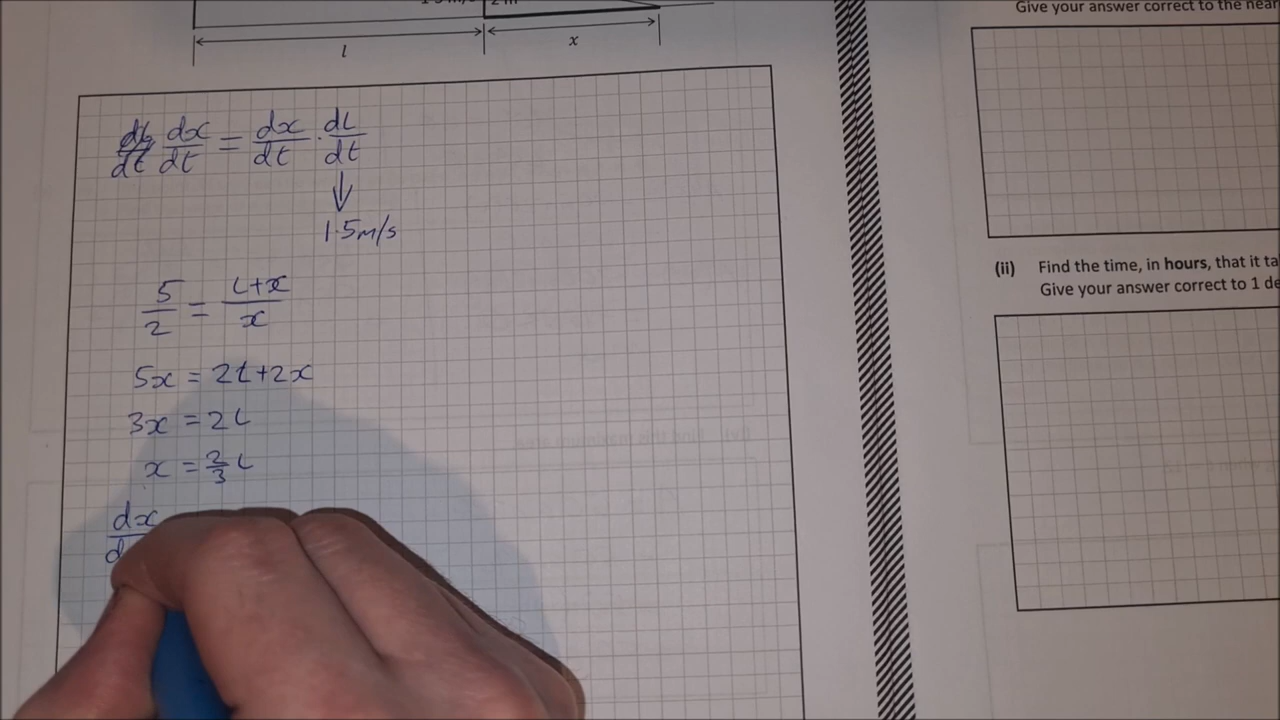 2 m
l
x
dx/dt = dx/dt · dL/dt
↓
1.5m/s
5/2 = L+x/x
5x = 2L+2x
3x = 2L
x = 2/3 L
dx
Give your answer correct to the near
(ii) Find the time, in hours, that it ta
Give your answer correct to 1 de